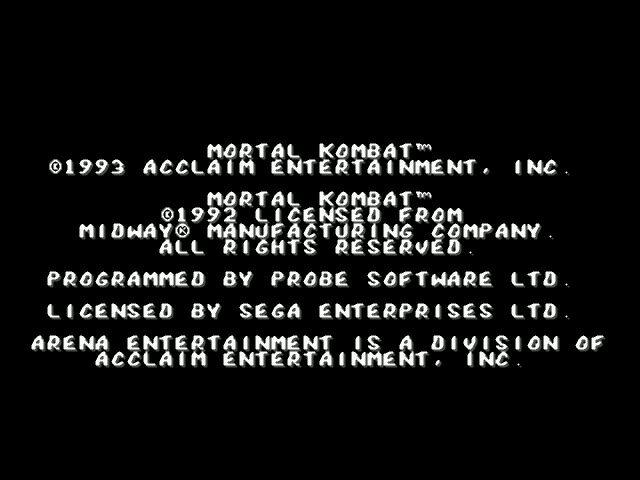 MORTAL KOMBAT™
©1993 ACCLAIM ENTERTAINMENT, INC.
MORTAL KOMBAT™
©1992 LICENSED FROM
MIDWAY® MANUFACTURING COMPANY.
ALL RIGHTS RESERVED.
PROGRAMMED BY PROBE SOFTWARE LTD.
LICENSED BY SEGA ENTERPRISES LTD.
ARENA ENTERTAINMENT IS A DIVISION OF
ACCLAIM ENTERTAINMENT, INC.